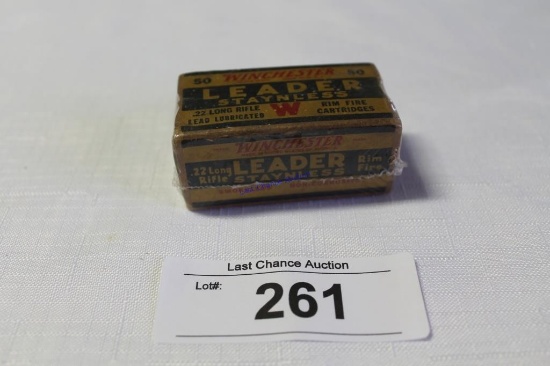 50 WINCHESTER 50
LEADER
STAYNLESS
.22 LONG RIFLE
LEAD LUBRICATED
W
RIM FIRE
CARTRIDGES
WINCHESTER
.22 Long
Rifle
LEADER
STAYNLESS
Rim
Fire
Last Chance Auction
Lot#:
261